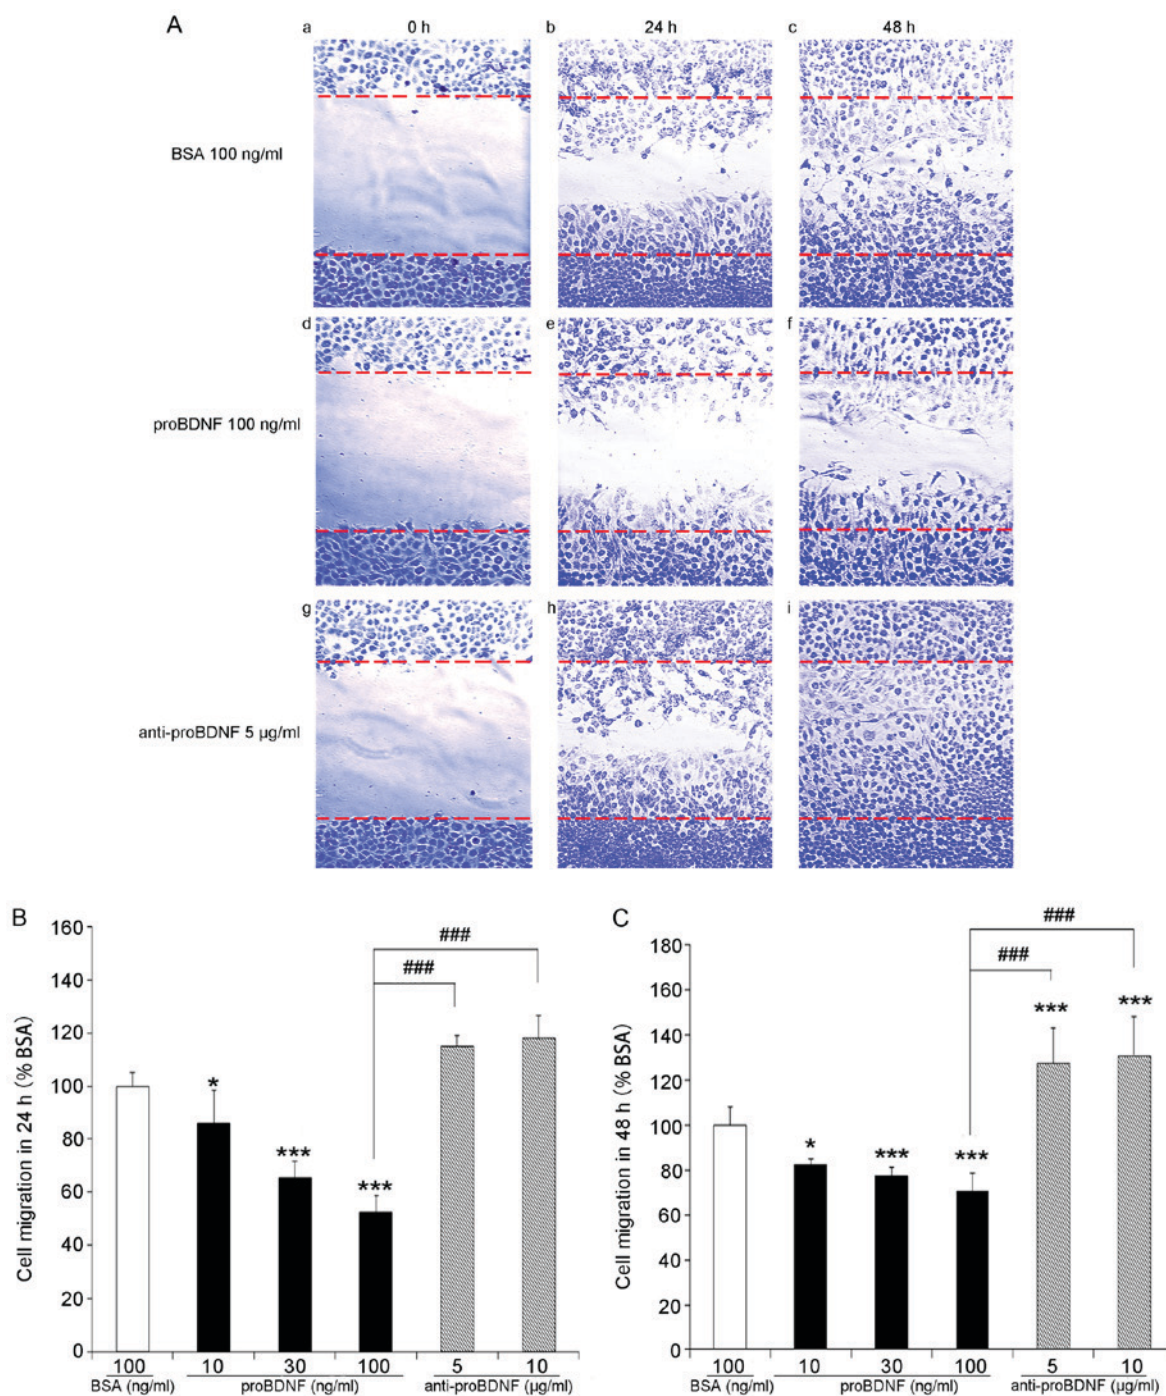 A
a 0 h b 24 h c 48 h
BSA 100 ng/ml
d e f
proBDNF 100 ng/ml
g h i
anti-proBDNF 5 μg/ml
B
Cell migration in 24 h (% BSA)
160
140
120
100
80
60
40
20
0
* *** *** ### ###
100 10 30 100 5 10
BSA (ng/ml) proBDNF (ng/ml) anti-proBDNF (μg/ml)
C
Cell migration in 48 h (% BSA)
180
160
140
120
100
80
60
40
20
0
* *** *** *** *** ### ###
100 10 30 100 5 10
BSA (ng/ml) proBDNF (ng/ml) anti-proBDNF (μg/ml)